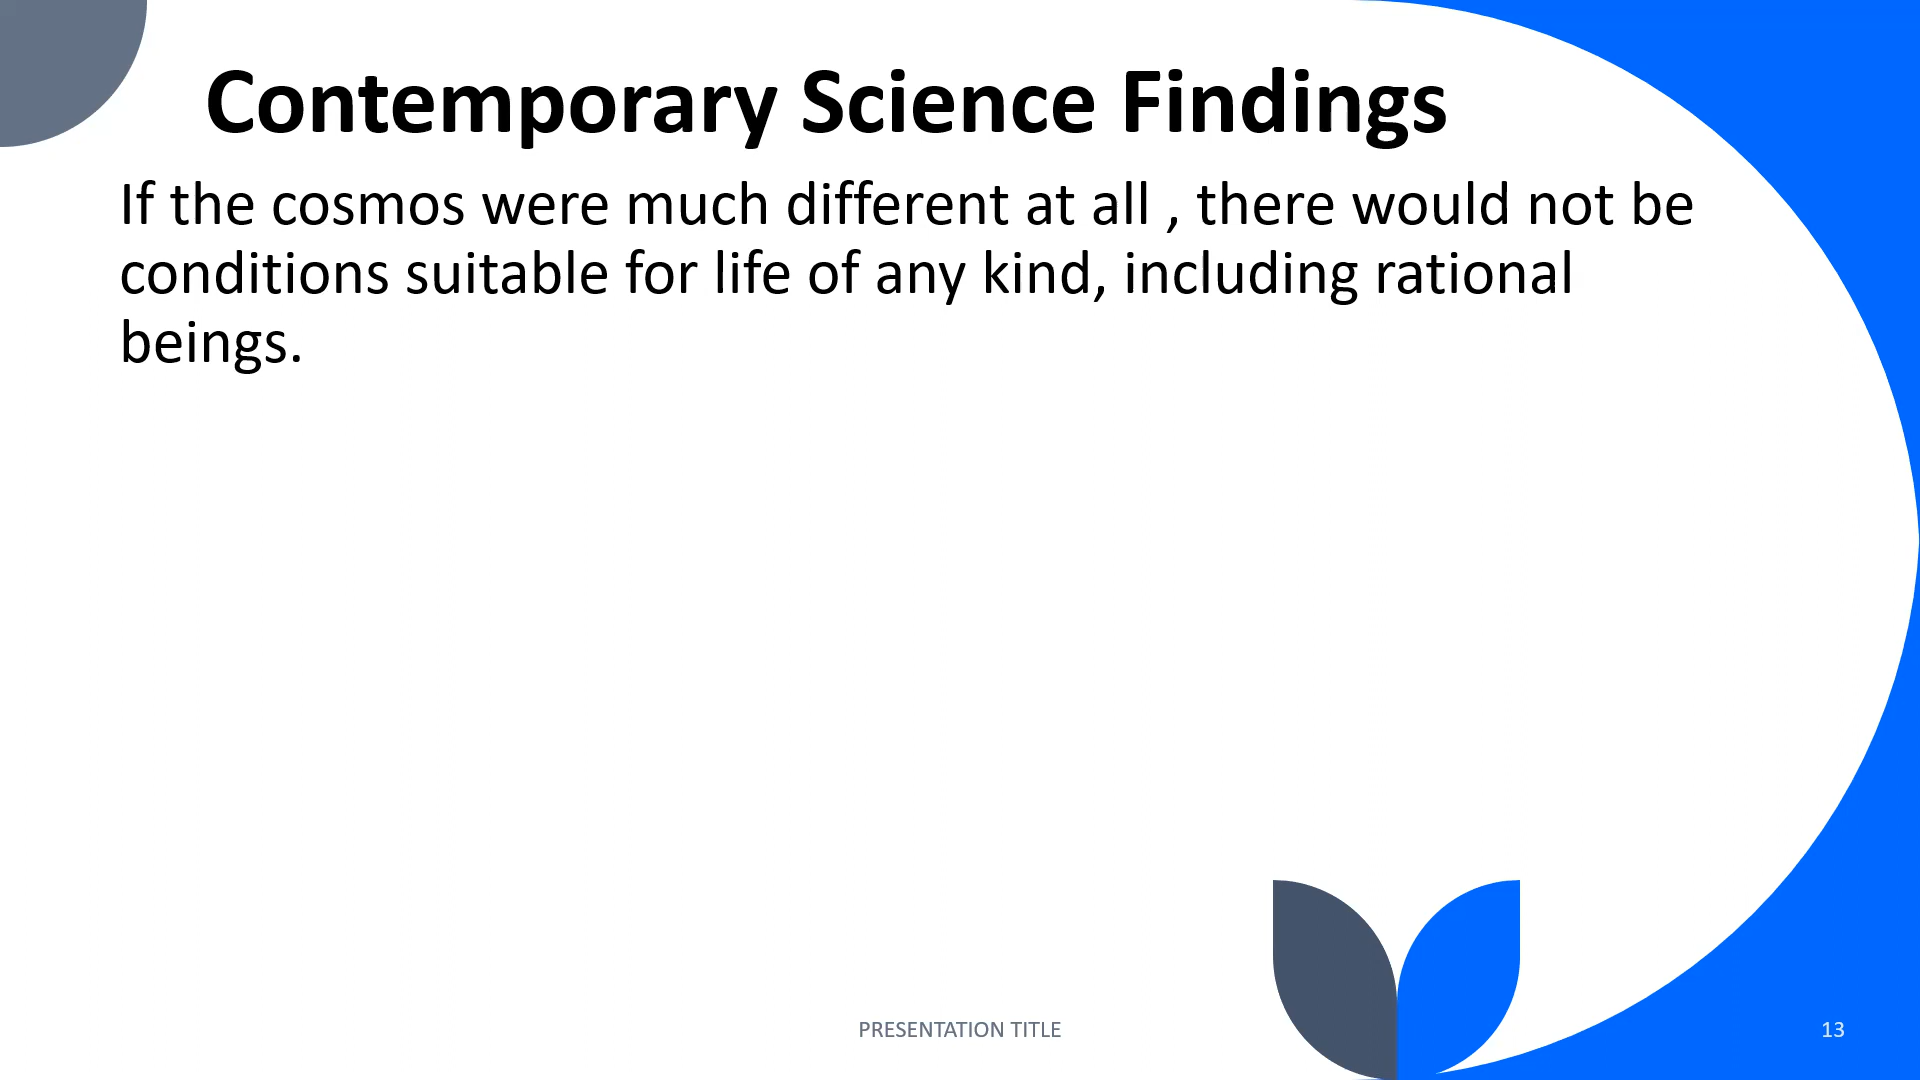 Contemporary Science Findings
If the cosmos were much different at all , there would not be
conditions suitable for life of any kind, including rational
beings.
PRESENTATION TITLE
13